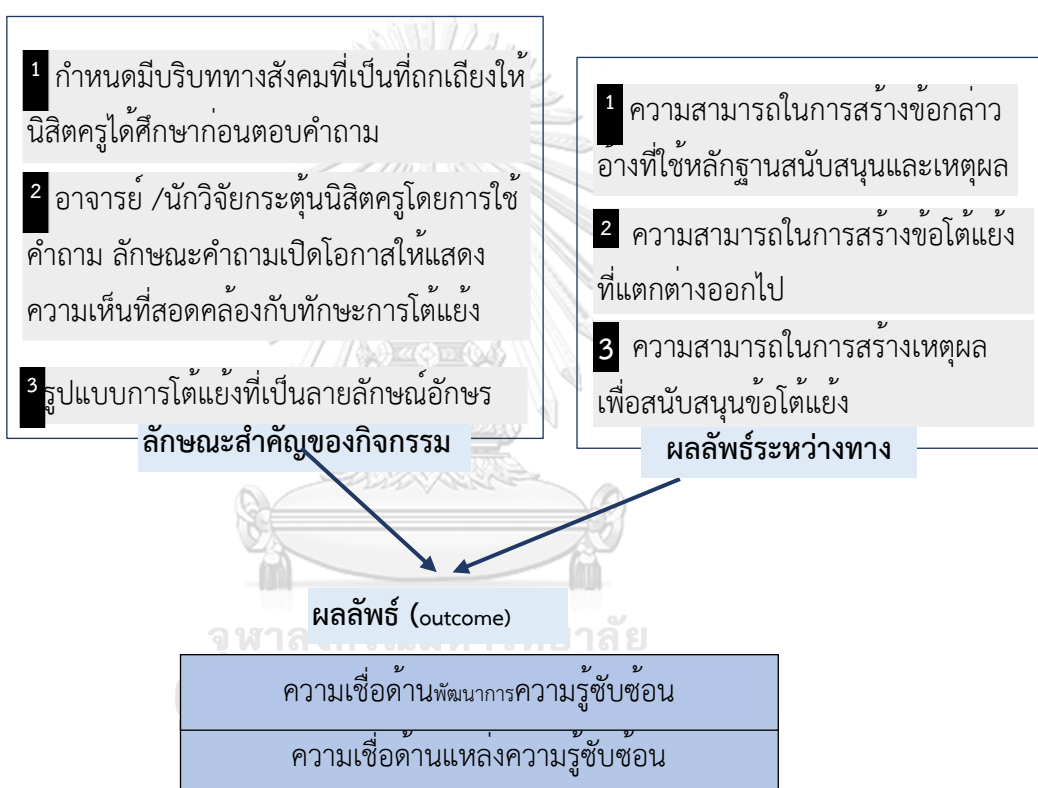 1 กำหนดมีบริบททางสังคมที่เป็นที่ถกเถียงให้
นิสิตครูได้ศึกษาก่อนตอบคำถาม
2 อาจารย์ /นักวิจัยกระตุ้นนิสิตครูโดยการใช้
คำถาม ลักษณะคำถามเปิดโอกาสให้แสดง
ความเห็นที่สอดคล้องกับทักษะการโต้แย้ง
3 รูปแบบการโต้แย้งที่เป็นลายลักษณ์อักษร
ลักษณะสำคัญของกิจกรรม
1 ความสามารถในการสร้างข้อกล่าว
อ้างที่ใช้หลักฐานสนับสนุนและเหตุผล
2 ความสามารถในการสร้างข้อโต้แย้ง
ที่แตกต่างออกไป
3 ความสามารถในการสร้างเหตุผล
เพื่อสนับสนุนข้อโต้แย้ง
ผลลัพธ์ระหว่างทาง
ผลลัพธ์ (outcome)
ความเชื่อด้านพัฒนาการความรู้ซับซ้อน
ความเชื่อด้านแหล่งความรู้ซับซ้อน